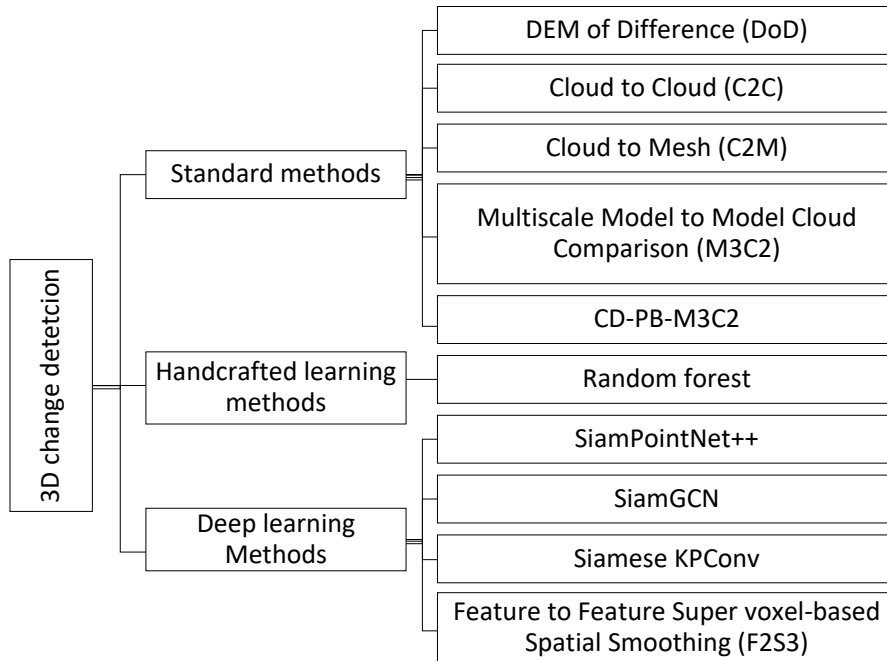 3D change detetcion
Standard methods
DEM of Difference (DoD)
Cloud to Cloud (C2C)
Cloud to Mesh (C2M)
Multiscale Model to Model Cloud
Comparison (M3C2)
CD-PB-M3C2
Handcrafted learning
methods
Random forest
Deep learning
Methods
SiamPointNet++
SiamGCN
Siamese KPConv
Feature to Feature Super voxel-based
Spatial Smoothing (F2S3)